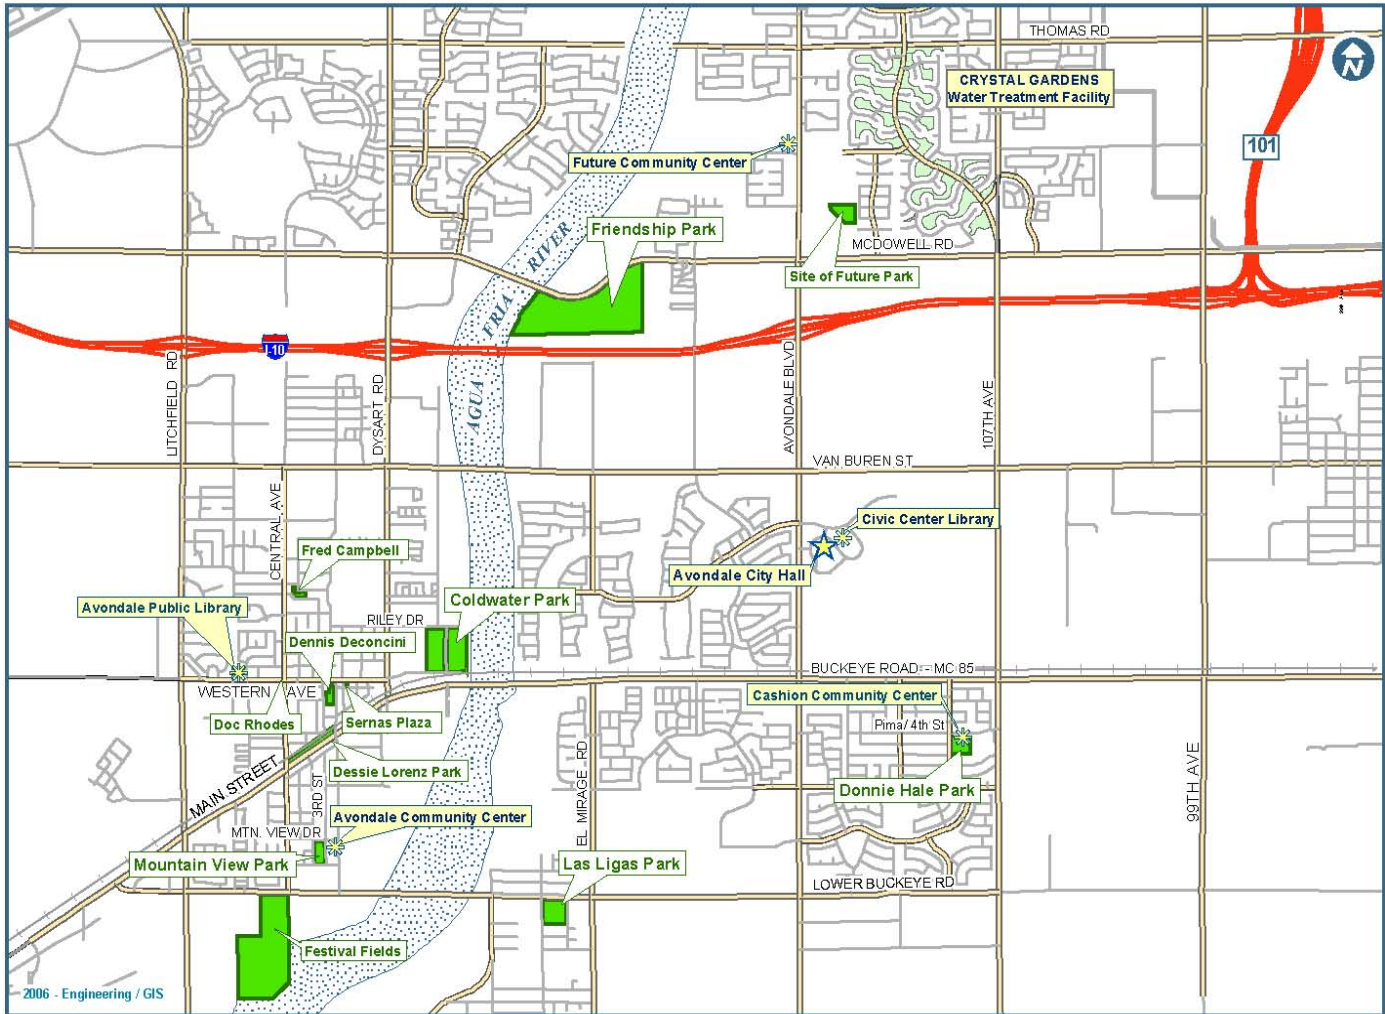 THOMAS RD
N
CRYSTAL GARDENS
Water Treatment Facility
101
Future Community Center
Friendship Park
MCDOWELL RD
Site of Future Park
AGUA FRIA RIVER
I-10
LITCHFIELD RD
DYSART RD
AVONDALE BLVD
107TH AVE
VAN BUREN ST
CENTRAL AVE
Civic Center Library
Fred Campbell
Avondale City Hall
Avondale Public Library
Coldwater Park
RILEY DR
Dennis Deconcini
BUCKEYE ROAD - MC 85
WESTERN AVE
Cashion Community Center
Doc Rhodes
Sernas Plaza
Pima/ 4th St
MAIN STREET
Dessie Lorenz Park
3RD ST
EL MIRAGE RD
99TH AVE
Donnie Hale Park
Avondale Community Center
MTN. VIEW DR
Mountain View Park
Las Ligas Park
LOWER BUCKEYE RD
Festival Fields
2006 - Engineering / GIS